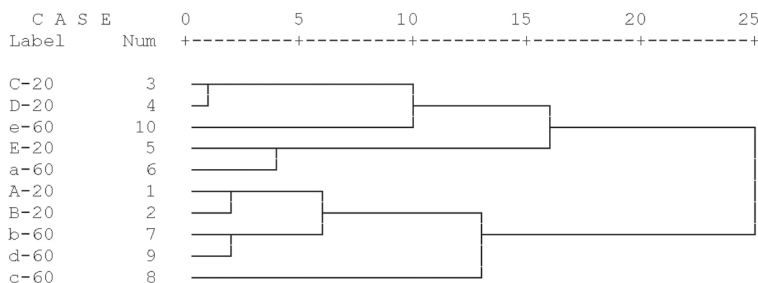 C A S E 0 5 10 15 20 25
Label Num +---------+---------+---------+---------+---------+
C-20 3
D-20 4
e-60 10
E-20 5
a-60 6
A-20 1
B-20 2
b-60 7
d-60 9
c-60 8